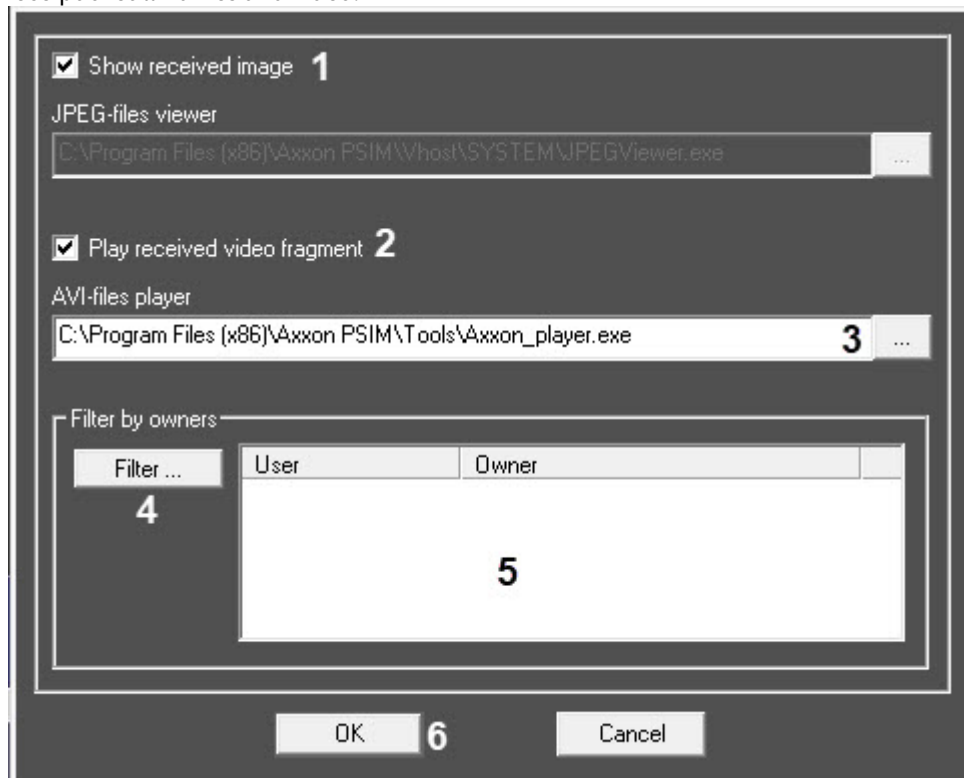 Show received image 1
JPEG-files viewer
C:\Program Files (x86)\Axxon PSIM\Vhost\SYSTEM\JPEGViewer.exe ...
Play received video fragment 2
AVI-files player
C:\Program Files (x86)\Axxon PSIM\Tools\Axxon_player.exe 3 ...
Filter by owners
Filter ... User Owner
4
5
OK 6 Cancel